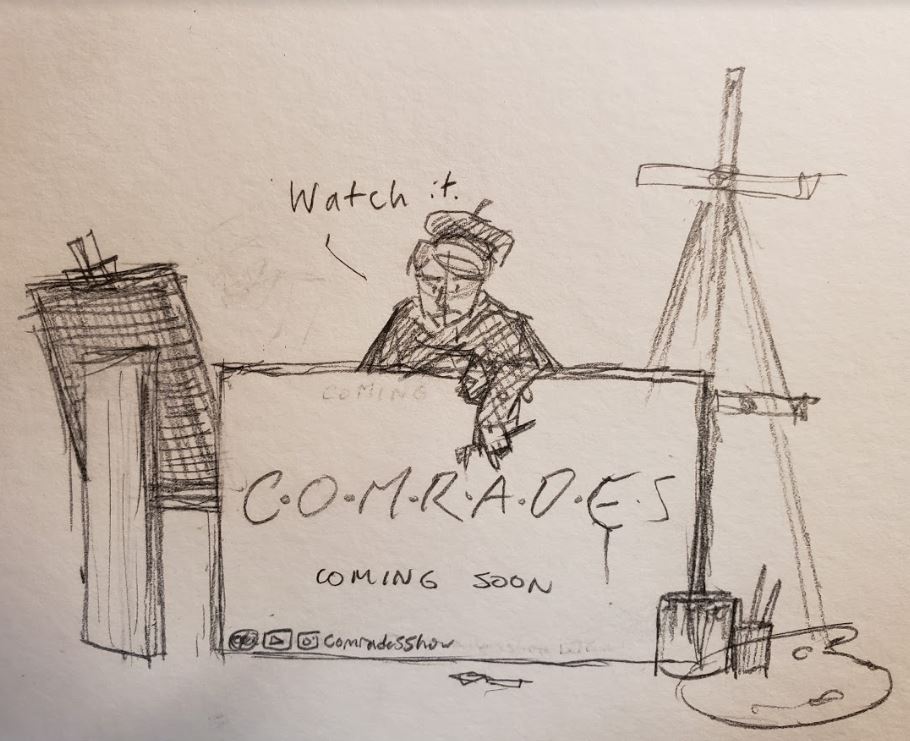 Watch it.
COMING
C.O.M.R.A.D.E.S
COMING SOON
ComradesShow